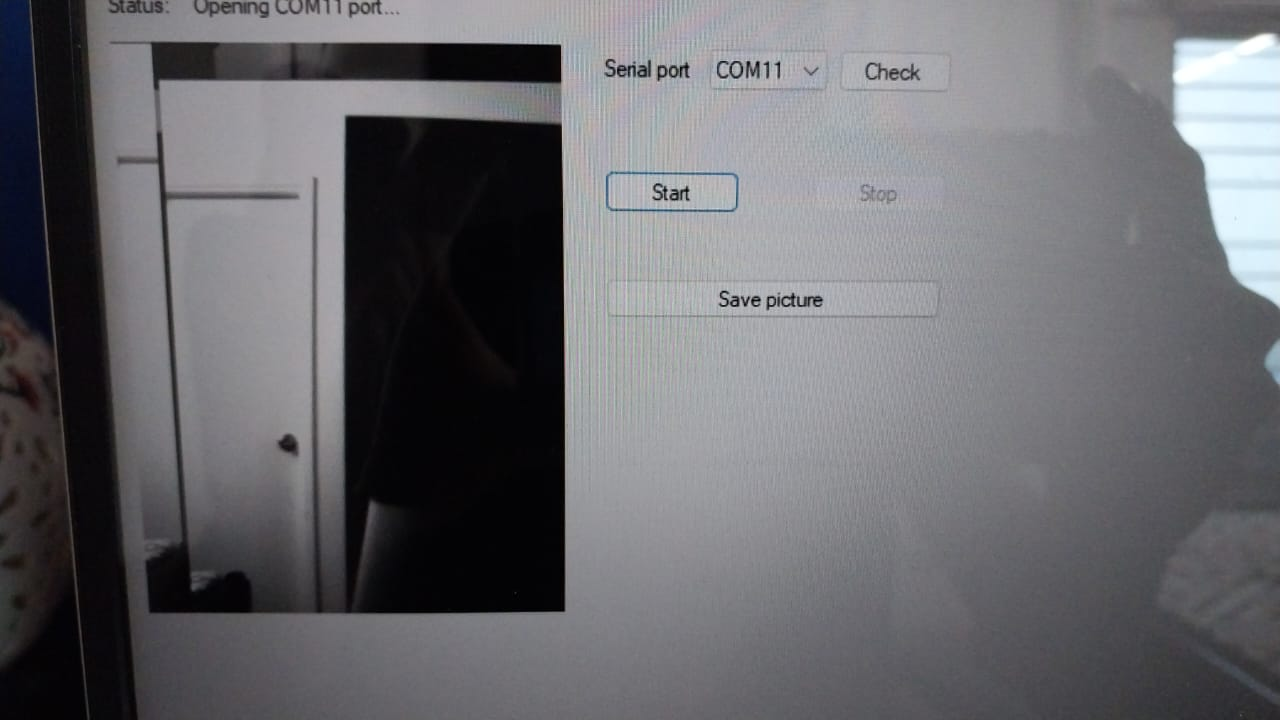 Status: Opening COM11 port...
Serial port COM11 Check
Start Stop
Save picture